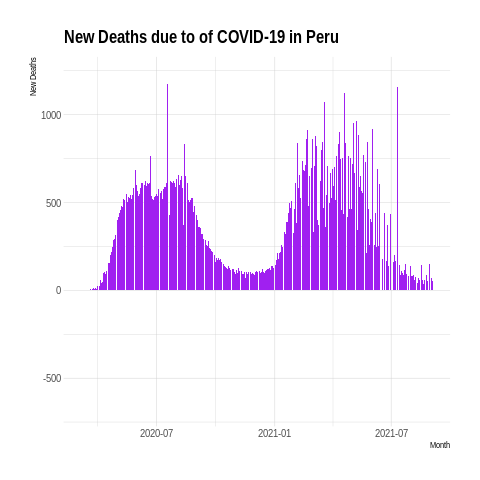 New Deaths due to of COVID-19 in Peru
New Deaths
1000
500
0
-500
2020-07
2021-01
2021-07
Month